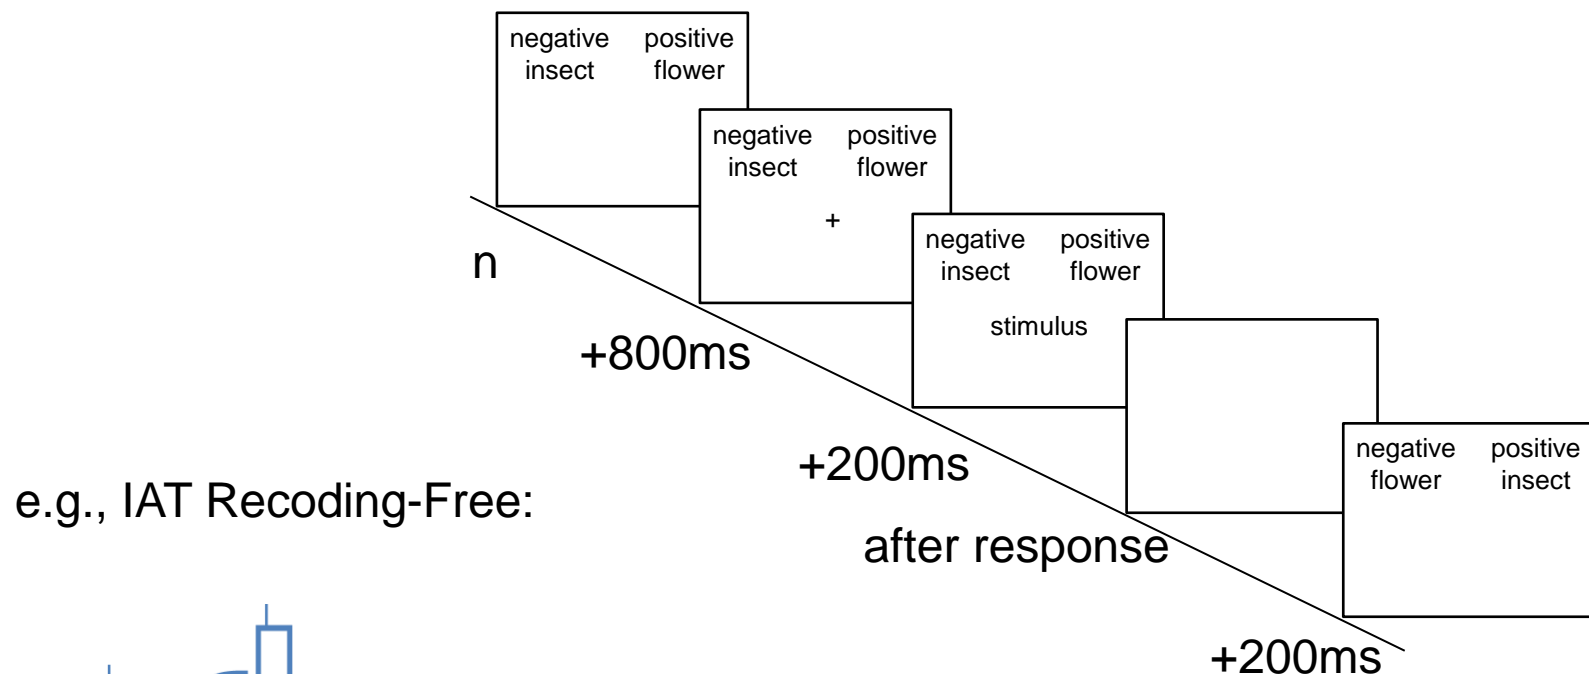 negative positive
insect flower
negative positive
insect flower
+
n
negative positive
insect flower
stimulus
+800ms
negative positive
flower insect
+200ms
e.g., IAT Recoding-Free:
after response
+200ms